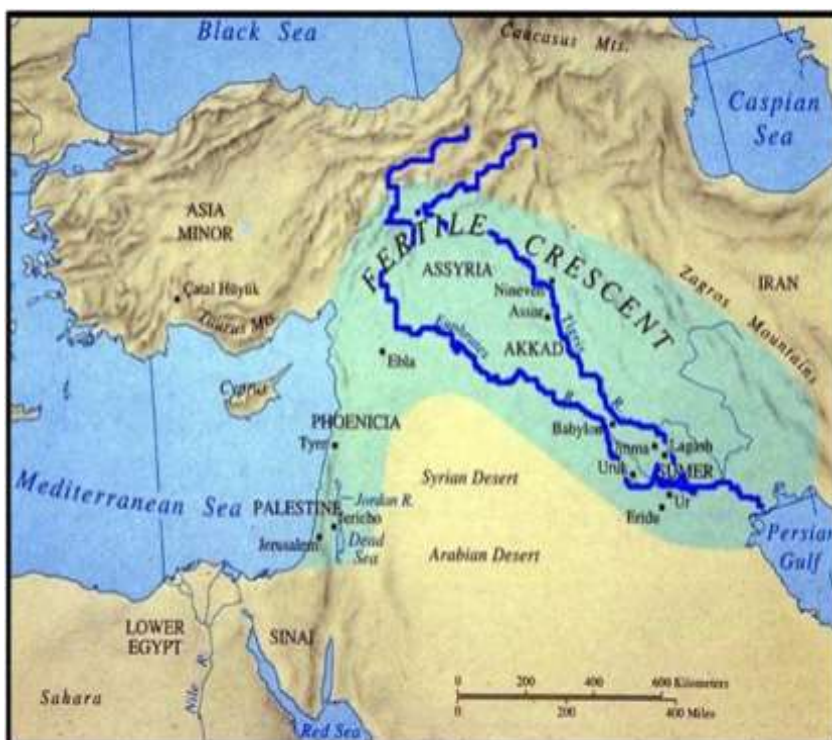 Black Sea
Caucasus Mts.
Caspian
Sea
ASIA
MINOR
Çatal Hüyük
Taurus Mts.
FERTILE CRESCENT
ASSYRIA
Nineveh
Assur
Tigris R.
AKKAD
Euphrates R.
Zagros Mountains
IRAN
Ebla
Cyprus
PHOENICIA
Tyre
Babylon
Umma
Lagash
Uruk
SUMER
Ur
Eridu
Syrian Desert
Mediterranean Sea
PALESTINE
Jordan R.
Jericho
Jerusalem
Dead
Sea
Arabian Desert
Persian
Gulf
LOWER
EGYPT
SINAI
Nile R.
Sahara
Red Sea
0 200 400 600 Kilometers
0 200 400 Miles